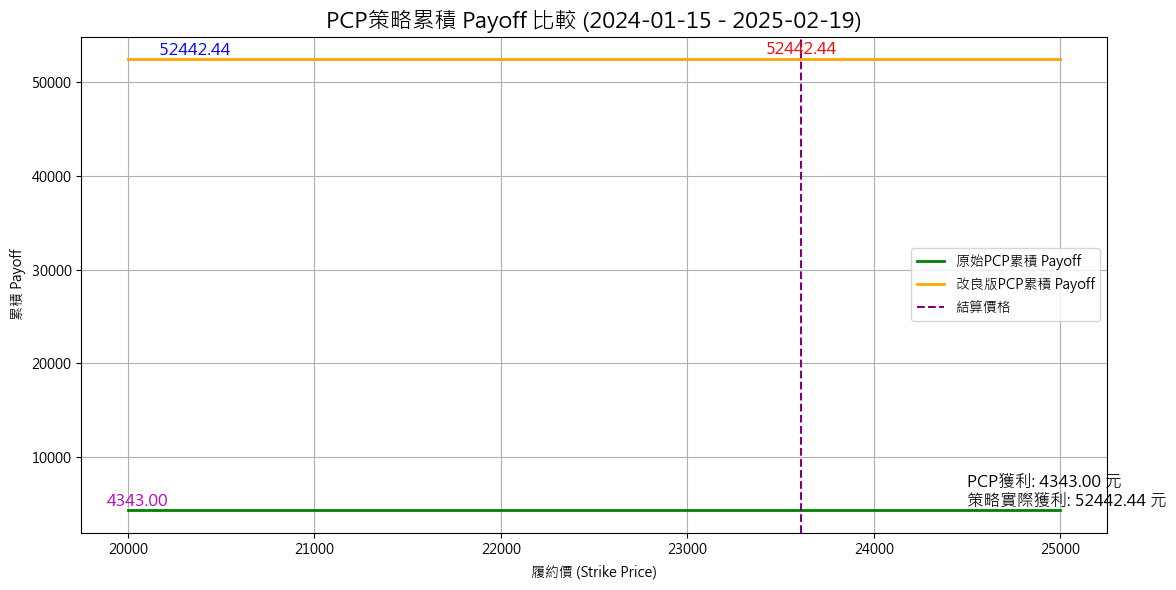 PCP策略累積 Payoff 比較 (2024-01-15 - 2025-02-19)
52442.44
52442.44
50000
40000
30000
20000
10000
累積 Payoff
原始PCP累積 Payoff
改良版PCP累積 Payoff
結算價格
PCP獲利: 4343.00 元
策略實際獲利: 52442.44 元
4343.00
20000
21000
22000
23000
24000
25000
履約價 (Strike Price)